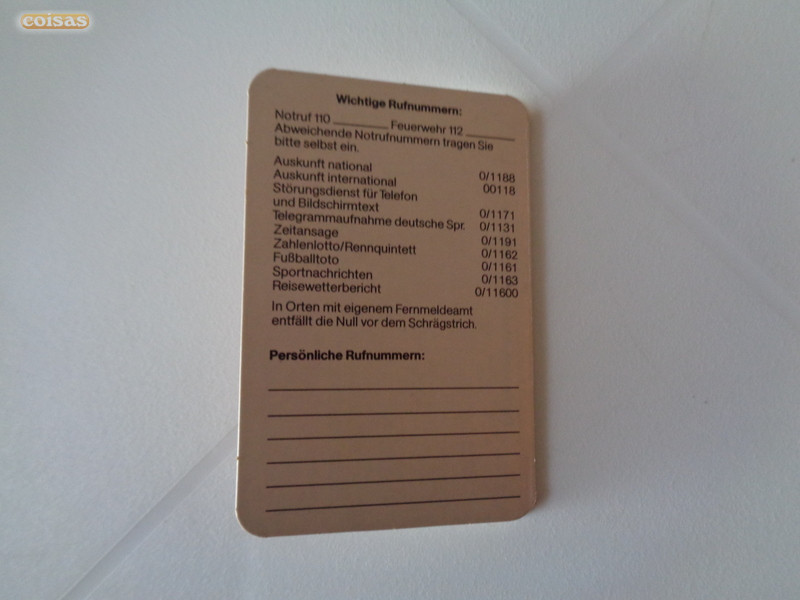 coisas
Wichtige Rufnummern:
Notruf 110 ________ Feuerwehr 112 ________
Abweichende Notrufnummern tragen Sie
bitte selbst ein.
Auskunft national 0/1188
Auskunft international 00118
Störungsdienst für Telefon
und Bildschirmtext 0/1171
Telegrammaufnahme deutsche Spr. 0/1131
Zeitansage 0/1191
Zahlenlotto/Rennquintett 0/1162
Fußballtoto 0/1161
Sportnachrichten 0/1163
Reisewetterbericht 0/11600
In Orten mit eigenem Fernmeldeamt
entfällt die Null vor dem Schrägstrich.
Persönliche Rufnummern: